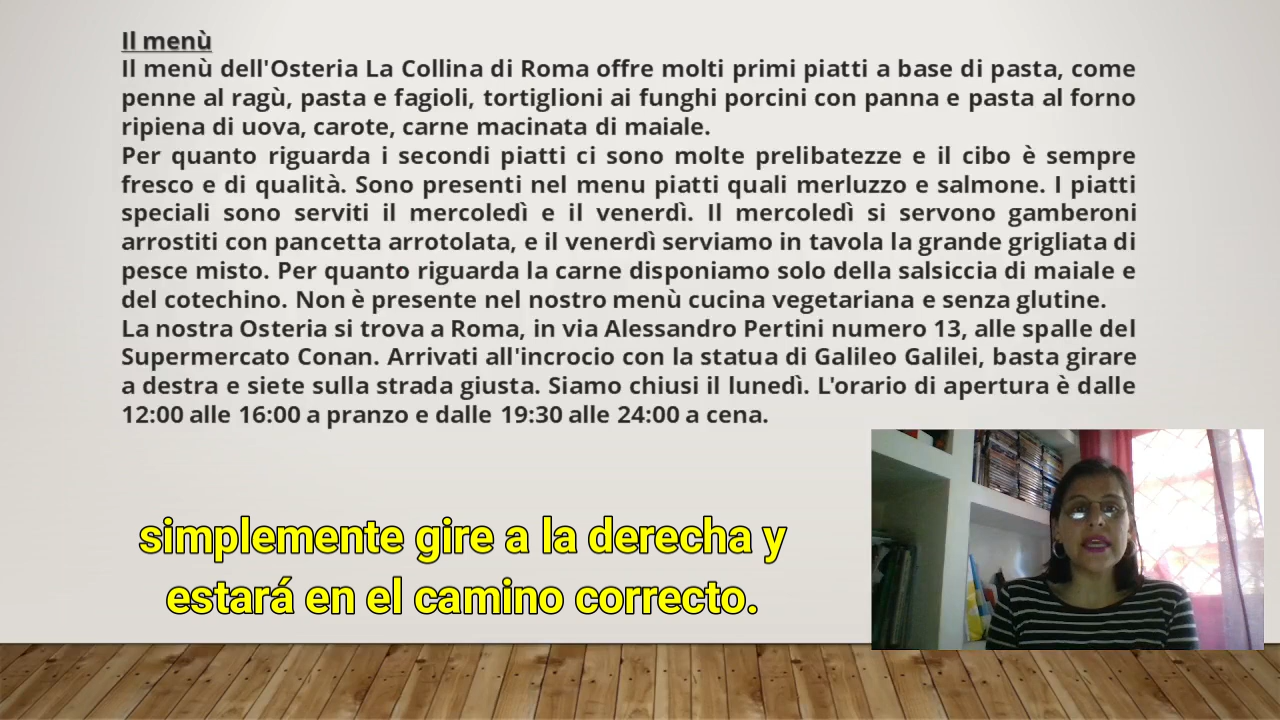 Il menù
Il menù dell'Osteria La Collina di Roma offre molti primi piatti a base di pasta, come
penne al ragù, pasta e fagioli, tortiglioni ai funghi porcini con panna e pasta al forno
ripiena di uova, carote, carne macinata di maiale.
Per quanto riguarda i secondi piatti ci sono molte prelibatezze e il cibo è sempre
fresco e di qualità. Sono presenti nel menu piatti quali merluzzo e salmone. I piatti
speciali sono serviti il mercoledì e il venerdì. Il mercoledì si servono gamberoni
arrostiti con pancetta arrotolata, e il venerdì serviamo in tavola la grande grigliata di
pesce misto. Per quanto riguarda la carne disponiamo solo della salsiccia di maiale e
del cotechino. Non è presente nel nostro menù cucina vegetariana e senza glutine.
La nostra Osteria si trova a Roma, in via Alessandro Pertini numero 13, alle spalle del
Supermercato Conan. Arrivati all'incrocio con la statua di Galileo Galilei, basta girare
a destra e siete sulla strada giusta. Siamo chiusi il lunedì. L'orario di apertura è dalle
12:00 alle 16:00 a pranzo e dalle 19:30 alle 24:00 a cena.
simplemente gire a la derecha y
estará en el camino correcto.